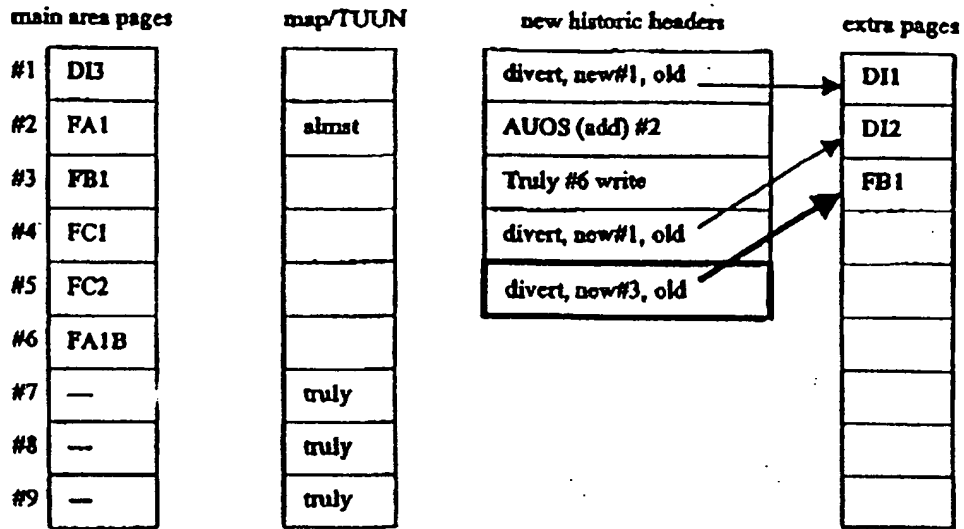 main area pages map/TUUN new historic headers extra pages
#1 DI3 divert, new#1, old DI1
#2 FA1 almst AUOS (add) #2 DI2
#3 FB1 Truly #6 write FB1
#4 FC1 divert, new#1, old
#5 FC2 divert, new#3, old
#6 FA1B
#7 — truly
#8 — truly
#9 — truly